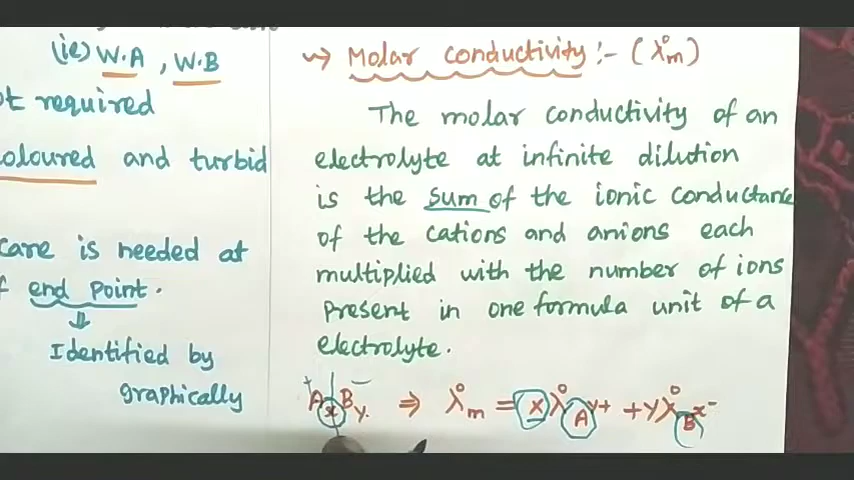 (ie) W.A , W.B
ot required
oloured and turbid
care is needed at
f end point.
⇓
Identified by
graphically
↝ Molar conductivity :- (λ°m)
The molar conductivity of an
electrolyte at infinite dilution
is the sum of the ionic conductance
of the cations and anions each
multiplied with the number of ions
present in one formula unit of a
electrolyte.
AxBy ⇒ λ°m = xλ°A^y+ + yλ°B^x-